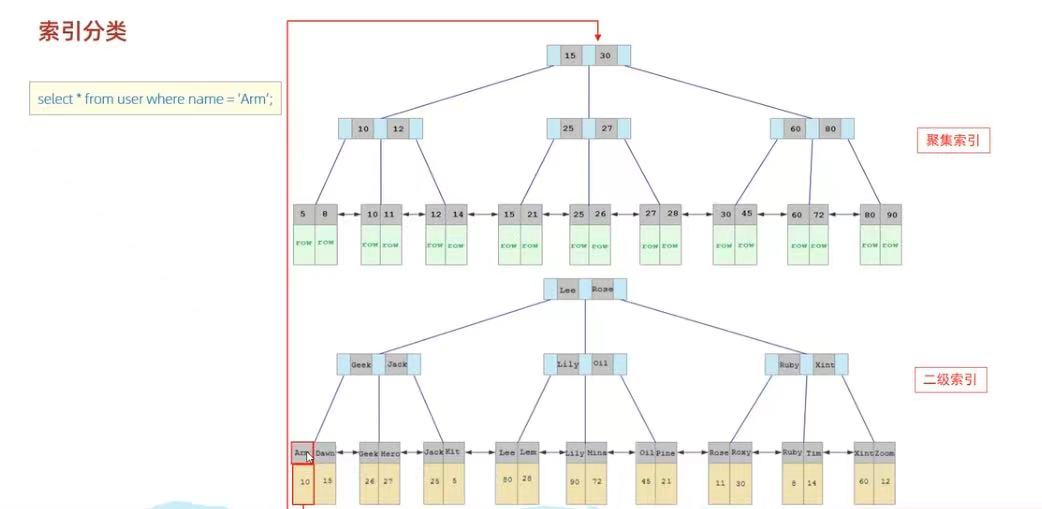 索引分类
select * from user where name = 'Arm';
15 30
10 12
25 27
60 80
聚集索引
5 8 10 11 12 14 15 21 25 26 27 28 30 45 60 72 80 90
row row row row row row row row row row row row row row row row row row
Lee Rose
Geek Jack
Lily Oil
Ruby Xint
二级索引
Arm Dawn Geek Hero Jack Kit Lee Lem Lily Mins Oil Pine Rose Roxy Ruby Tim Xint Zoom
10 15 26 27 25 5 80 28 90 72 45 21 11 30 8 14 60 12